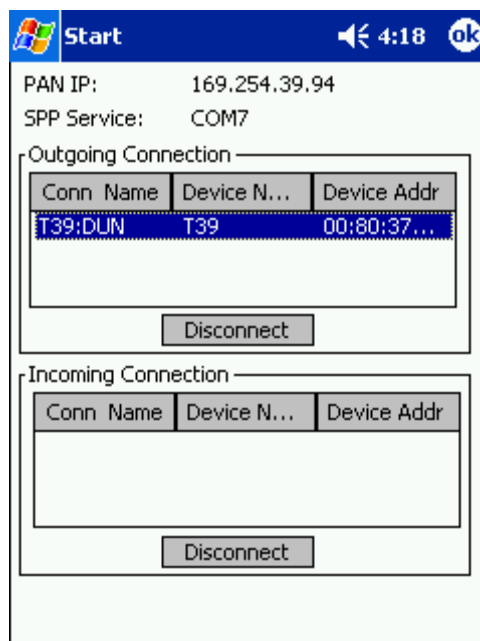 Start 4:18 ok
PAN IP: 169.254.39.94
SPP Service: COM7
Outgoing Connection
Conn Name Device N... Device Addr
T39:DUN T39 00:80:37...
Disconnect
Incoming Connection
Conn Name Device N... Device Addr
Disconnect